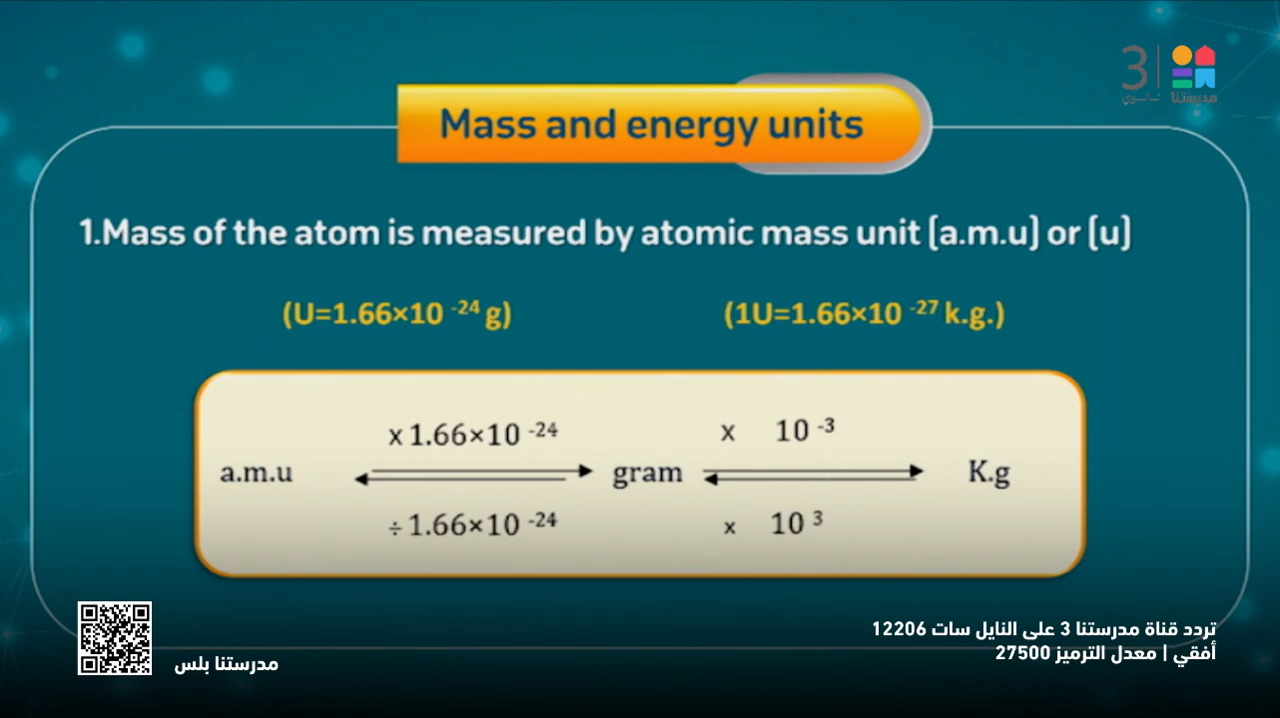 3 ثانوي مدرستنا
Mass and energy units
1.Mass of the atom is measured by atomic mass unit (a.m.u) or (u)
(U=1.66×10 -24 g) (1U=1.66×10 -27 k.g.)
x 1.66×10 -24 x 10 -3
a.m.u gram K.g
÷ 1.66×10 -24 x 10 3
تردد قناة مدرستنا 3 على النايل سات 12206
أفقي | معدل الترميز 27500
مدرستنا بلس